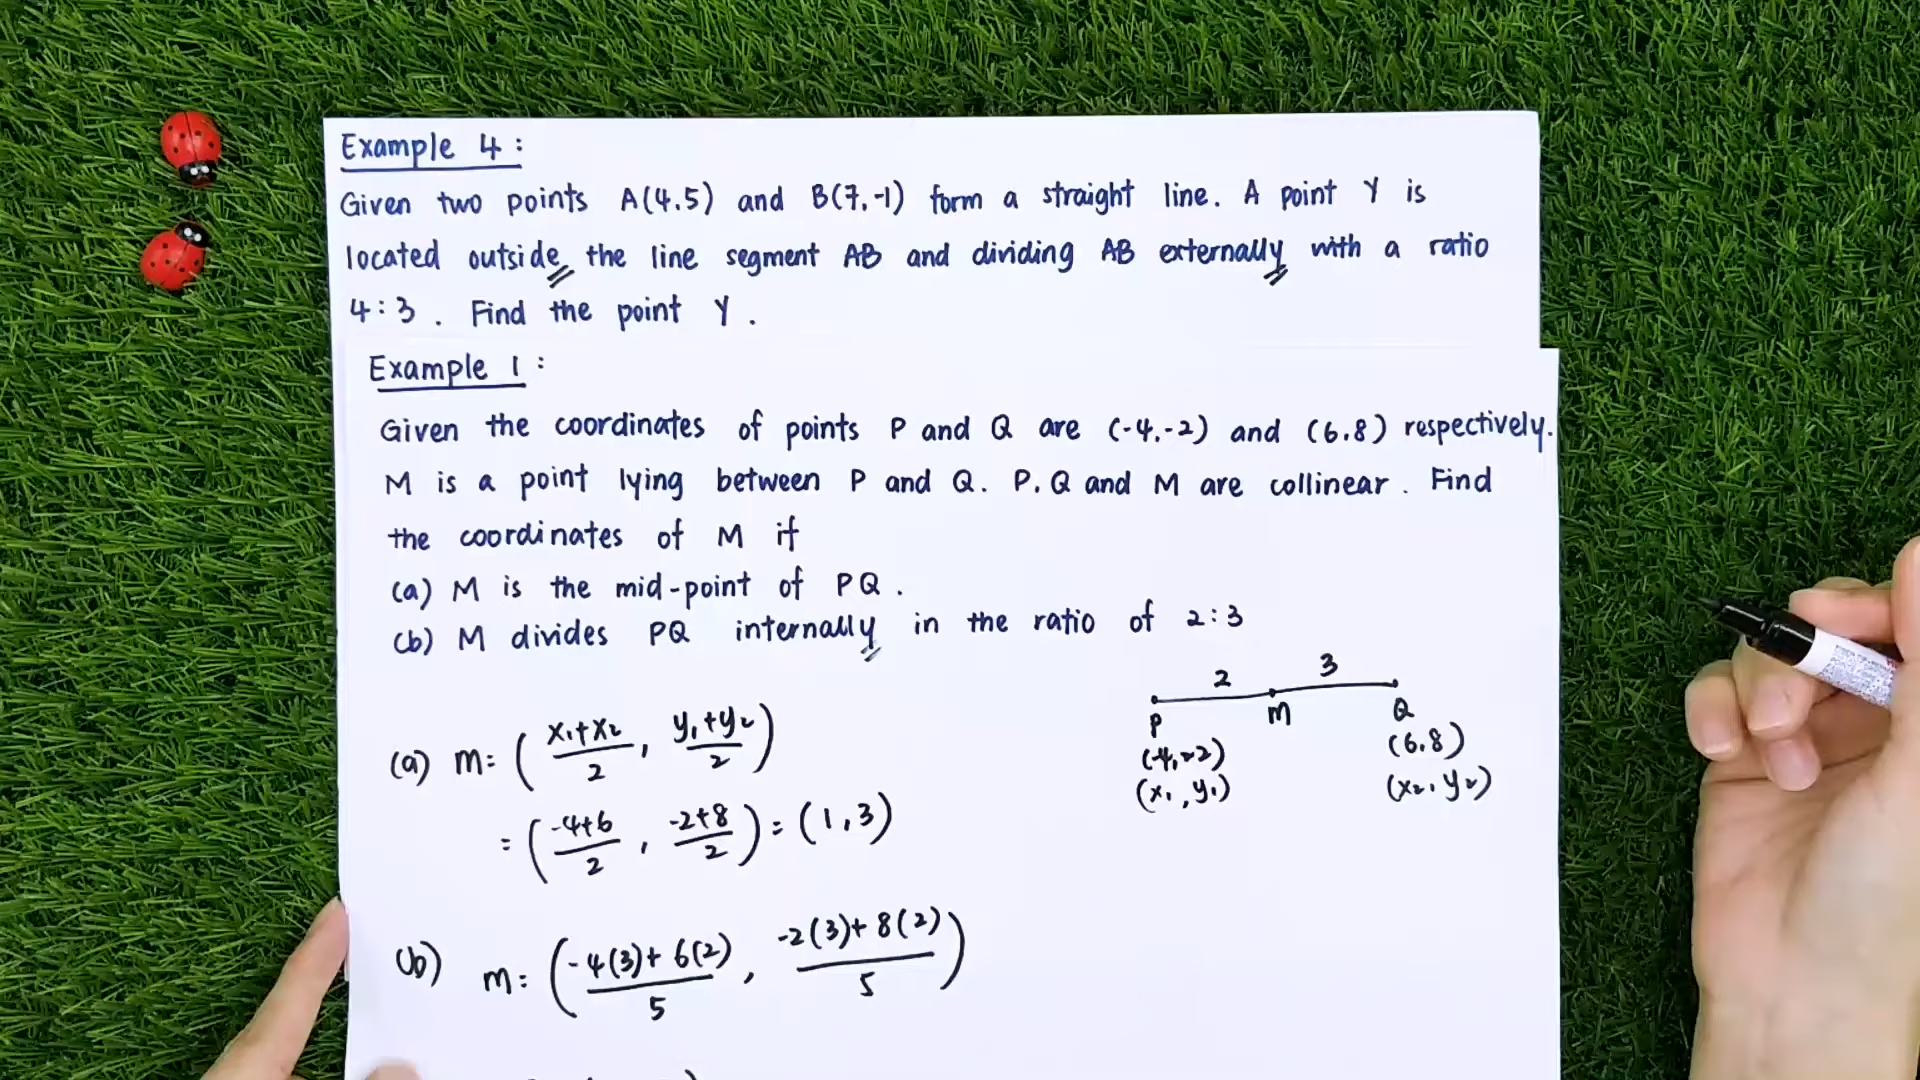 Example 4 :
Given two points A(4,5) and B(7,-1) form a straight line. A point Y is
located outside the line segment AB and dividing AB externally with a ratio
4:3 . Find the point Y .
Example 1 :
Given the coordinates of points P and Q are (-4,-2) and (6,8) respectively.
M is a point lying between P and Q. P, Q and M are collinear . Find
the coordinates of M if
(a) M is the mid-point of PQ .
(b) M divides PQ internally in the ratio of 2:3
2 3
P M Q
(-4,-2) (6,8)
(x₁,y₁) (x₂,y₂)
(a) m = ( (x₁+x₂)/2 , (y₁+y₂)/2 )
= ( (-4+6)/2 , (-2+8)/2 ) = (1,3)
(b) m = ( (-4(3)+6(2))/5 , (-2(3)+8(2))/5 )